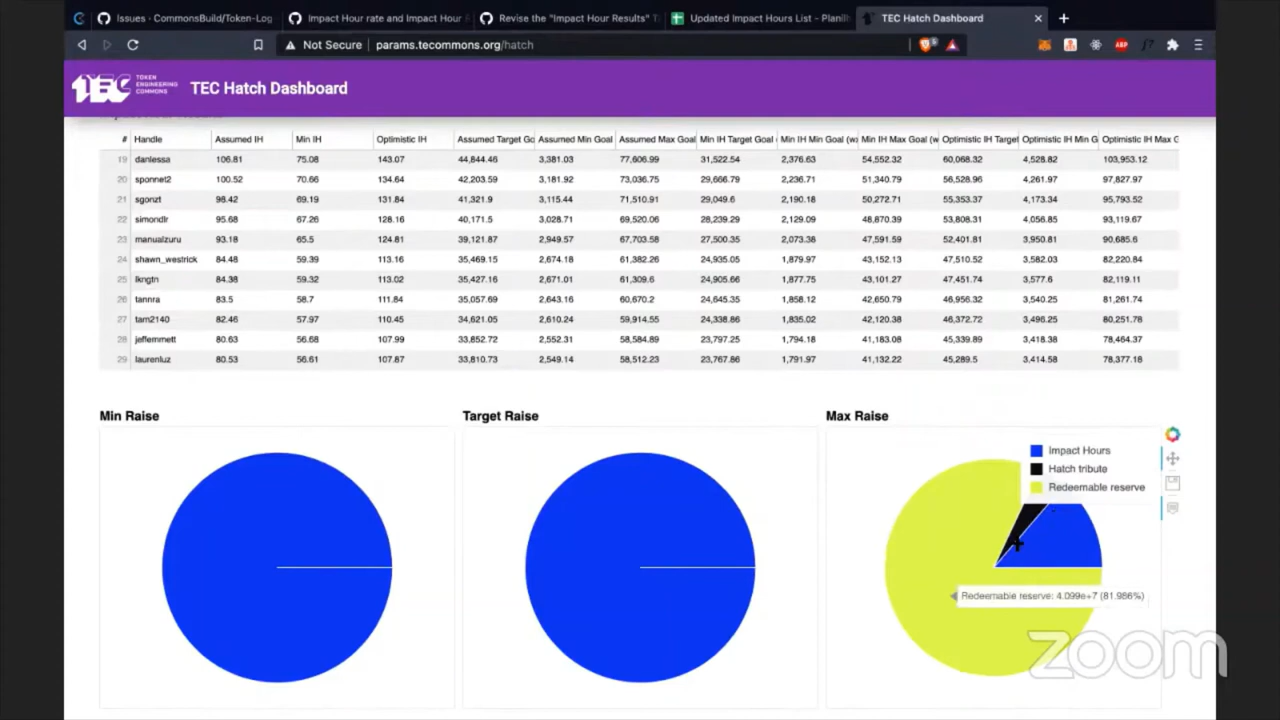 Issues · CommonsBuild/Token-Log
Impact Hour rate and Impact Hour R
Revise the "Impact Hour Results" T
Updated Impact Hours List - Planilh
TEC Hatch Dashboard
Not Secure | params.tecommons.org/hatch
TEC TOKEN ENGINEERING COMMONS TEC Hatch Dashboard
# Handle Assumed IH Min IH Optimistic IH Assumed Target Go Assumed Min Goal Assumed Max Goal Min IH Target Goal Min IH Min Goal (w Min IH Max Goal (w Optimistic IH Target Optimistic IH Min G Optimistic IH Max G
19 danlessa 106.81 75.08 143.07 44,844.46 3,381.03 77,606.99 31,522.54 2,376.63 54,552.32 60,068.32 4,528.82 103,953.12
20 sponnet2 100.52 70.66 134.64 42,203.59 3,181.92 73,036.75 29,666.79 2,236.71 51,340.79 56,528.96 4,261.97 97,827.97
21 sgonzt 98.42 69.19 131.84 41,321.9 3,115.44 71,510.91 29,049.6 2,190.18 50,272.71 55,353.37 4,173.34 95,793.52
22 simondlr 95.68 67.26 128.16 40,171.5 3,028.71 69,520.06 28,239.29 2,129.09 48,870.39 53,808.31 4,056.85 93,119.67
23 manualzuru 93.18 65.5 124.81 39,121.87 2,949.57 67,703.58 27,500.35 2,073.38 47,591.59 52,401.81 3,950.81 90,685.6
24 shawn_westrick 84.48 59.39 113.16 35,469.15 2,674.18 61,382.26 24,935.05 1,879.97 43,152.13 47,510.52 3,582.03 82,220.84
25 lkngtn 84.38 59.32 113.02 35,427.16 2,671.01 61,309.6 24,905.66 1,877.75 43,101.27 47,451.74 3,577.6 82,119.11
26 tannra 83.5 58.7 111.84 35,057.69 2,643.16 60,670.2 24,645.35 1,858.12 42,650.79 46,956.32 3,540.25 81,261.74
27 tam2140 82.46 57.97 110.45 34,621.05 2,610.24 59,914.55 24,338.86 1,835.02 42,120.38 46,372.72 3,496.25 80,251.78
28 jeffemmett 80.63 56.68 107.99 33,852.72 2,552.31 58,584.89 23,797.25 1,794.18 41,183.08 45,339.89 3,418.38 78,464.37
29 laurenluz 80.53 56.61 107.87 33,810.73 2,549.14 58,512.23 23,767.86 1,791.97 41,132.22 45,289.5 3,414.58 78,377.18
Min Raise
Target Raise
Max Raise
Impact Hours
Hatch tribute
Redeemable reserve
Redeemable reserve: 4.099e+7 (81.986%)
zoom